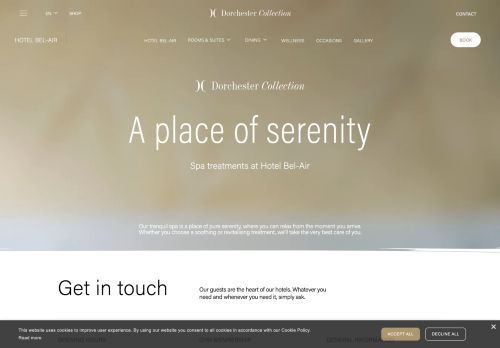 EN SHOP Dorchester Collection CONTACT
HOTEL BEL-AIR HOTEL BEL-AIR ROOMS & SUITES DINING WELLNESS OCCASIONS GALLERY BOOK
Dorchester Collection
A place of serenity
Spa treatments at Hotel Bel-Air
Our tranquil spa is a place of pure serenity, where you can relax from the moment you arrive.
Whether you choose a soothing or revitalising treatment, we'll take the very best care of you.
Get in touch
Our guests are the heart of our hotels. Whatever you
need and whenever you need it, simply ask.
This website uses cookies to improve user experience. By using our website you consent to all cookies in accordance with our Cookie Policy.
Read more
ACCEPT ALL
DECLINE ALL